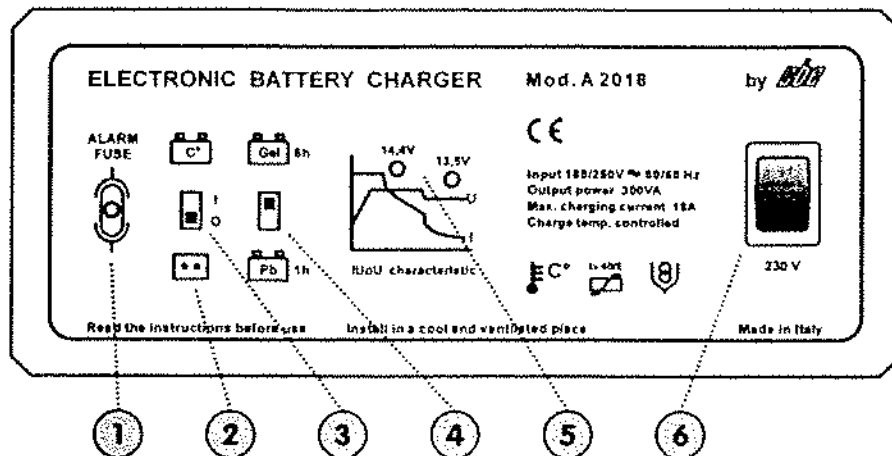 ELECTRONIC BATTERY CHARGER Mod. A 2018 by
ALARM
FUSE
C°
Gel 8h
14,4V
13,5V
CE
Input 188/250V ~ 50/60 Hz
Output power 300VA
Max. charging current 18A
Charge temp. controlled
I
O
U
I
Pb 1h
IUoU characteristic
C°
230 V
Read the instructions before use
Install in a cool and ventilated place
Made in Italy
1 2 3 4 5 6